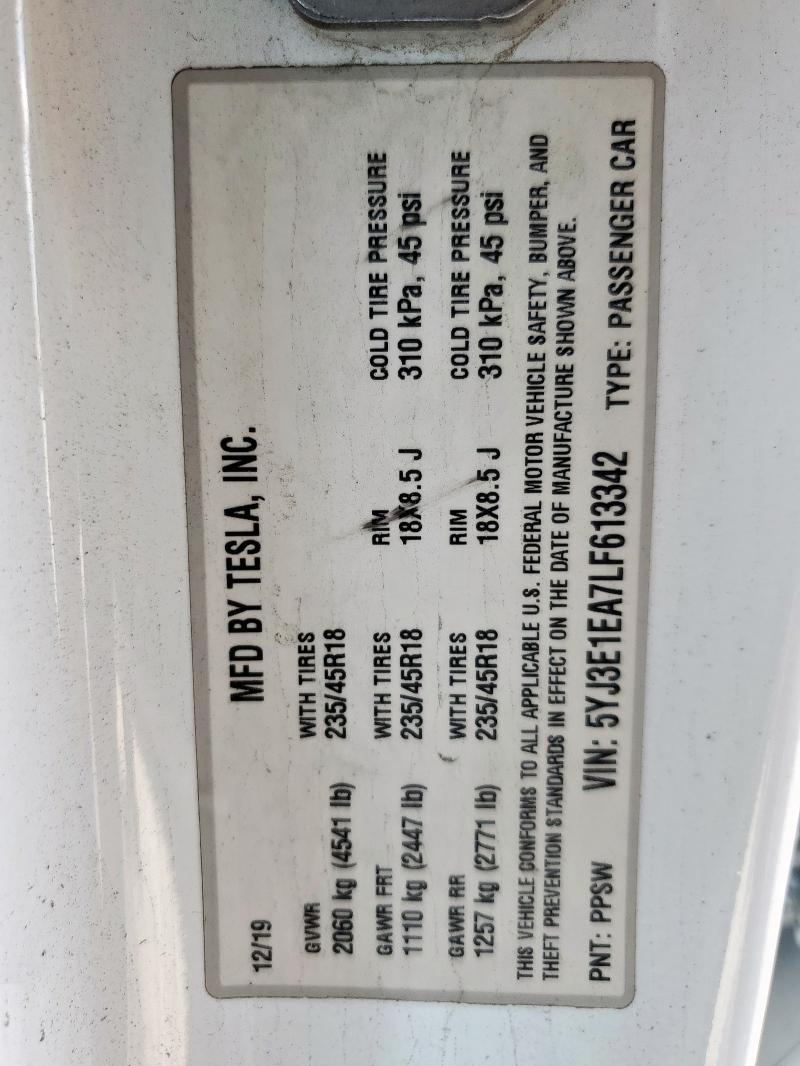 MFD BY TESLA, INC.
12/19
GVWR WITH TIRES
2060 kg (4541 lb) 235/45R18
GAWR FRT WITH TIRES RIM COLD TIRE PRESSURE
1110 kg (2447 lb) 235/45R18 18X8.5 J 310 kPa, 45 psi
GAWR RR WITH TIRES RIM COLD TIRE PRESSURE
1257 kg (2771 lb) 235/45R18 18X8.5 J 310 kPa, 45 psi
THIS VEHICLE CONFORMS TO ALL APPLICABLE U.S. FEDERAL MOTOR VEHICLE SAFETY, BUMPER, AND
THEFT PREVENTION STANDARDS IN EFFECT ON THE DATE OF MANUFACTURE SHOWN ABOVE.
PNT: PPSW VIN: 5YJ3E1EA7LF613342 TYPE: PASSENGER CAR